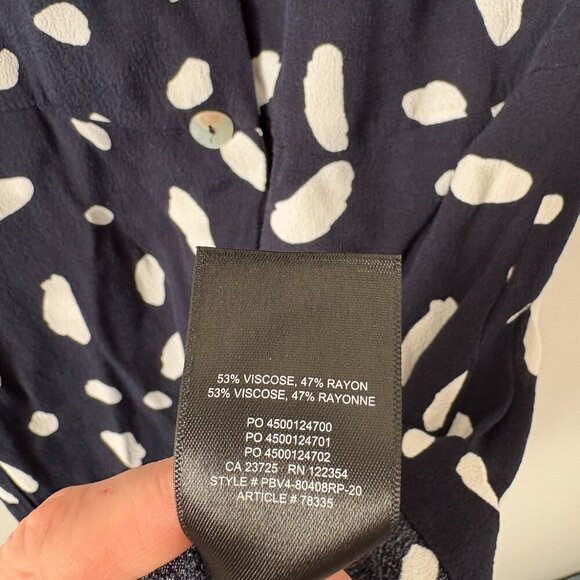 53% VISCOSE, 47% RAYON
53% VISCOSE, 47% RAYONNE
PO 4500124700
PO 4500124701
PO 4500124702
CA 23725 RN 122354
STYLE # PBV4-80408RP-20
ARTICLE # 78335